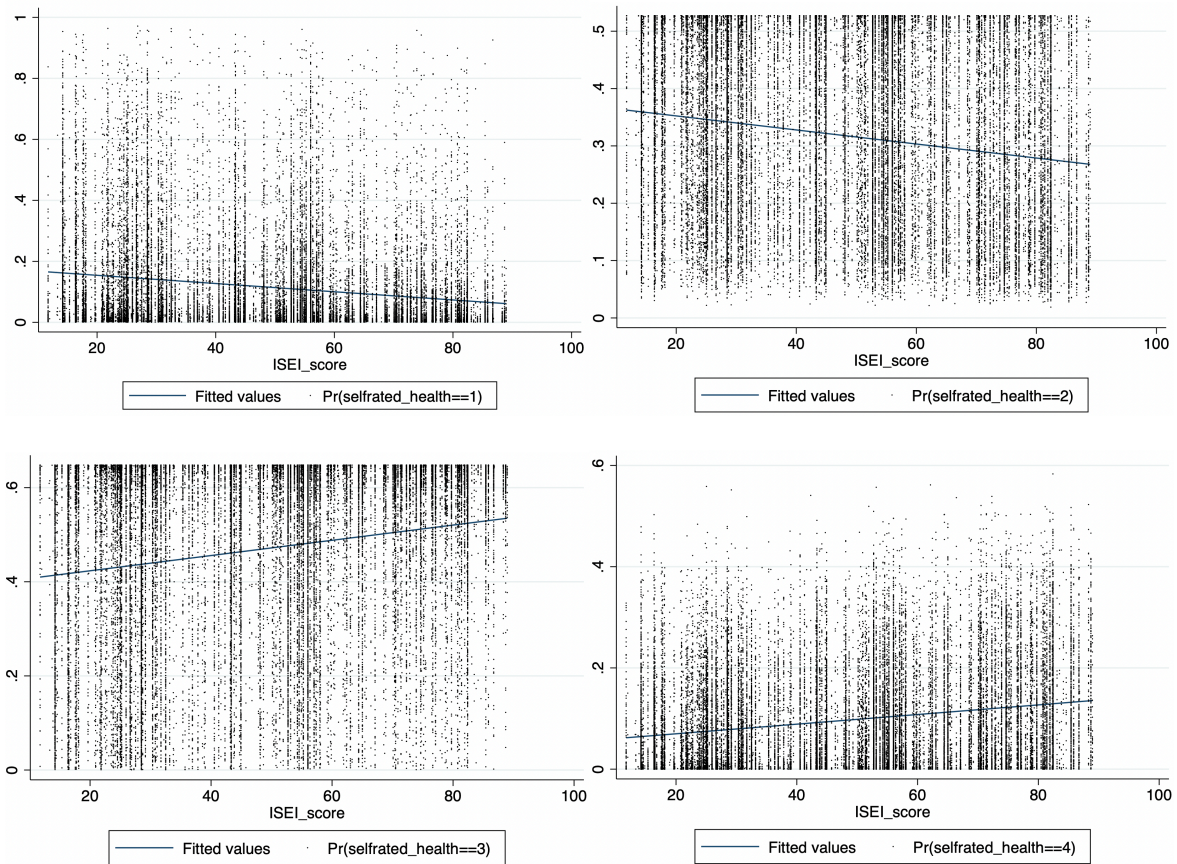 1
.8
.6
.4
.2
0
20 40 60 80 100
ISEI_score
Fitted values Pr(selfrated_health==1)
.5
.4
.3
.2
.1
0
20 40 60 80 100
ISEI_score
Fitted values Pr(selfrated_health==2)
.6
.4
.2
0
20 40 60 80 100
ISEI_score
Fitted values Pr(selfrated_health==3)
.6
.4
.2
0
20 40 60 80 100
ISEI_score
Fitted values Pr(selfrated_health==4)